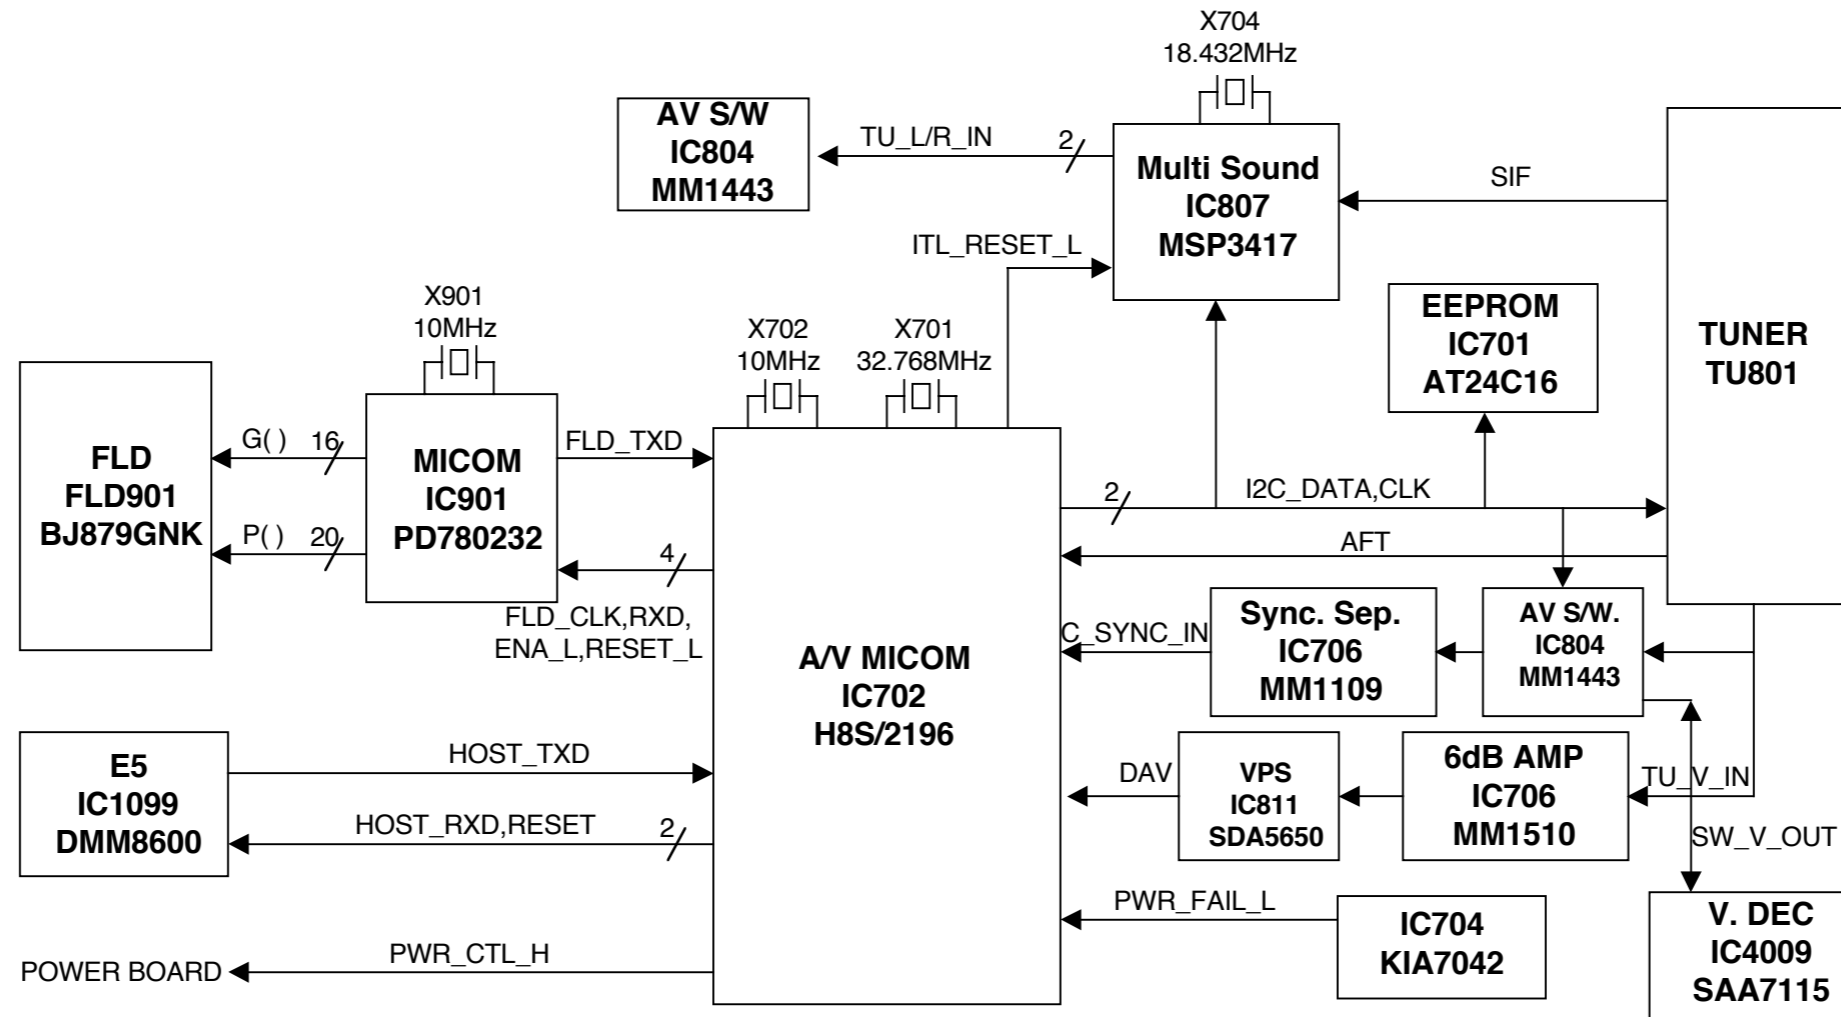 X704
18.432MHz
AV S/W
IC804
MM1443
TU_L/R_IN
2
Multi Sound
IC807
MSP3417
SIF
ITL_RESET_L
TUNER
TU801
EEPROM
IC701
AT24C16
X901
10MHz
X702
10MHz
X701
32.768MHz
FLD
FLD901
BJ879GNK
G( )
16
P( )
20
MICOM
IC901
PD780232
FLD_TXD
4
FLD_CLK,RXD,
ENA_L,RESET_L
A/V MICOM
IC702
H8S/2196
2
I2C_DATA,CLK
AFT
C_SYNC_IN
Sync. Sep.
IC706
MM1109
AV S/W.
IC804
MM1443
E5
IC1099
DMM8600
HOST_TXD
HOST_RXD,RESET
2
DAV
VPS
IC811
SDA5650
6dB AMP
IC706
MM1510
TU_V_IN
SW_V_OUT
PWR_FAIL_L
IC704
KIA7042
V. DEC
IC4009
SAA7115
POWER BOARD
PWR_CTL_H